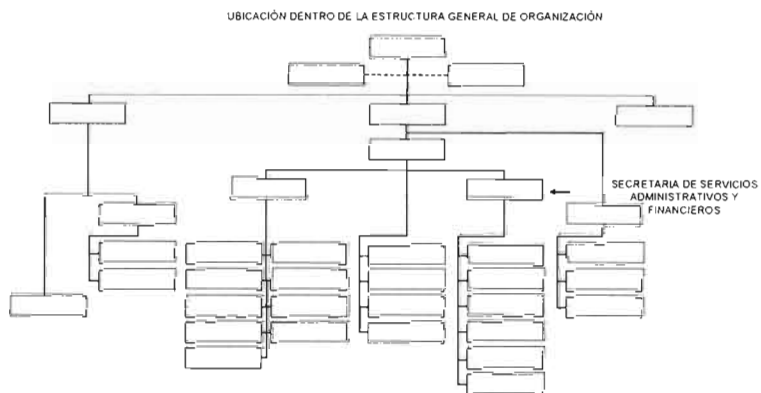 UBICACIÓN DENTRO DE LA ESTRUCTURA GENERAL DE ORGANIZACIÓN
SECRETARIA DE SERVICIOS
ADMINISTRATIVOS Y
FINANCIEROS